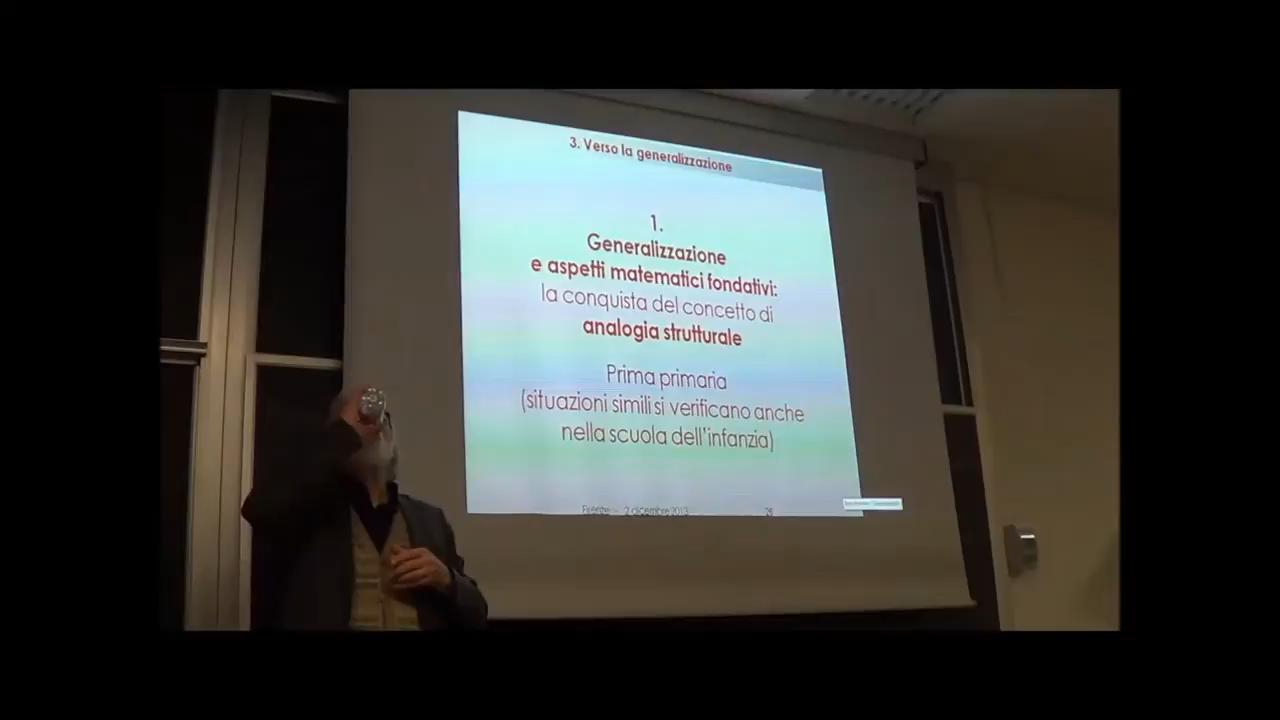 3. Verso la generalizzazione
1.
Generalizzazione
e aspetti matematici fondativi:
la conquista del concetto di
analogia strutturale
Prima primaria
(situazioni simili si verificano anche
nella scuola dell'infanzia)
Firenze - 2 dicembre 2013